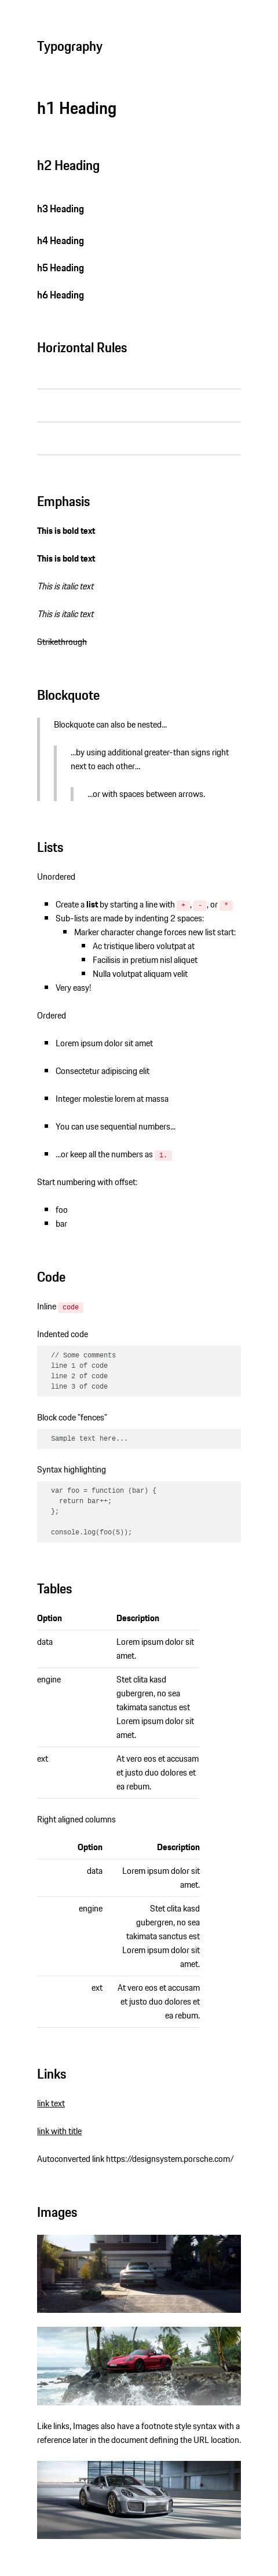 Typography
h1 Heading
h2 Heading
h3 Heading
h4 Heading
h5 Heading
h6 Heading
Horizontal Rules
Emphasis
This is bold text
This is bold text
This is italic text
This is italic text
Strikethrough
Blockquote
Blockquote can also be nested...
...by using additional greater-than signs right
next to each other...
...or with spaces between arrows.
Lists
Unordered
Create a list by starting a line with +, -, or *
Sub-lists are made by indenting 2 spaces:
Marker character change forces new list start:
Ac tristique libero volutpat at
Facilisis in pretium nisl aliquet
Nulla volutpat aliquam velit
Very easy!
Ordered
Lorem ipsum dolor sit amet
Consectetur adipiscing elit
Integer molestie lorem at massa
You can use sequential numbers...
...or keep all the numbers as 1.
Start numbering with offset:
foo
bar
Code
Inline code
Indented code
// Some comments
line 1 of code
line 2 of code
line 3 of code
Block code "fences"
Sample text here...
Syntax highlighting
var foo = function (bar) {
  return bar++;
};
console.log(foo(5));
Tables
Option Description
data Lorem ipsum dolor sit
amet.
engine Stet clita kasd
gubergren, no sea
takimata sanctus est
Lorem ipsum dolor sit
amet.
ext At vero eos et accusam
et justo duo dolores et
ea rebum.
Right aligned columns
Option Description
data Lorem ipsum dolor sit
amet.
engine Stet clita kasd
gubergren, no sea
takimata sanctus est
Lorem ipsum dolor sit
amet.
ext At vero eos et accusam
et justo duo dolores et
ea rebum.
Links
link text
link with title
Autoconverted link https://designsystem.porsche.com/
Images
Like links, Images also have a footnote style syntax with a
reference later in the document defining the URL location.